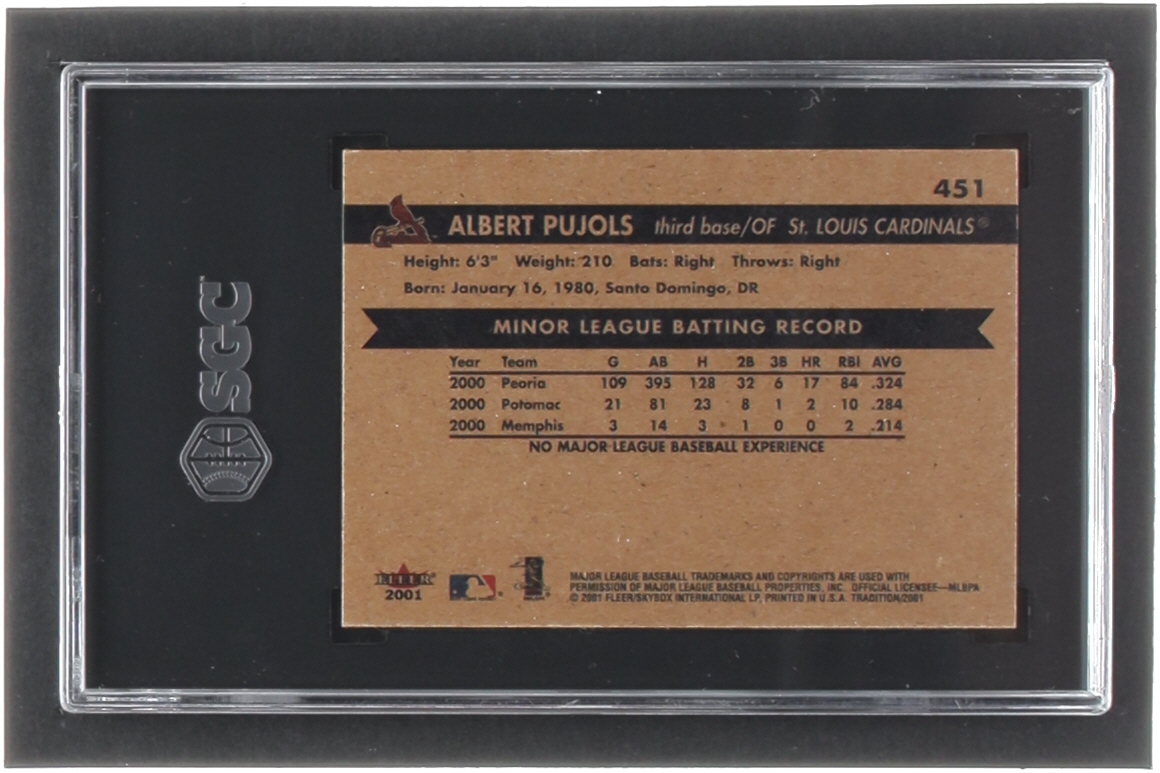 451
ALBERT PUJOLS third base/OF St. LOUIS CARDINALS®
Height: 6'3" Weight: 210 Bats: Right Throws: Right
Born: January 16, 1980, Santo Domingo, DR
SGC
MINOR LEAGUE BATTING RECORD
Year Team G AB H 2B 3B HR RBI AVG
2000 Peoria 109 395 128 32 6 17 84 .324
2000 Potomac 21 81 23 8 1 2 10 .284
2000 Memphis 3 14 3 1 0 0 2 .214
NO MAJOR LEAGUE BASEBALL EXPERIENCE
FLEER
2001
MAJOR LEAGUE BASEBALL TRADEMARKS AND COPYRIGHTS ARE USED WITH
PERMISSION OF MAJOR LEAGUE BASEBALL PROPERTIES, INC. OFFICIAL LICENSEE—MLBPA
© 2001 FLEER/SKYBOX INTERNATIONAL LP, PRINTED IN U.S.A. TRADITION/2001